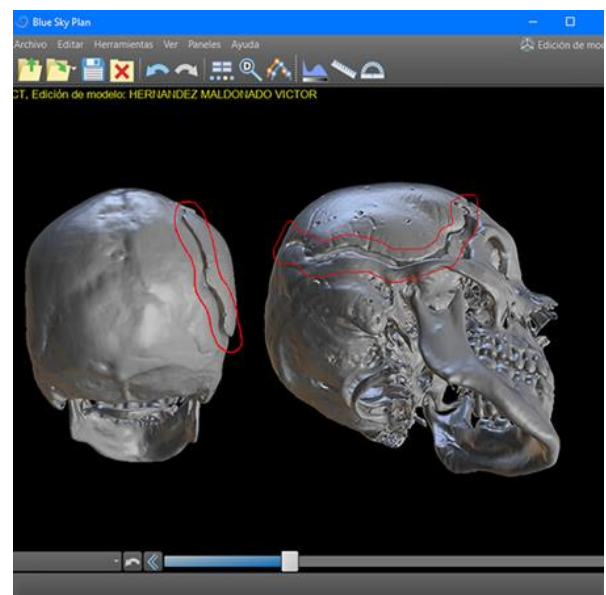 Blue Sky Plan
Archivo Editar Herramientas Ver Paneles Ayuda
Edición de mo
CT, Edición de modelo: HERNANDEZ MALDONADO VICTOR